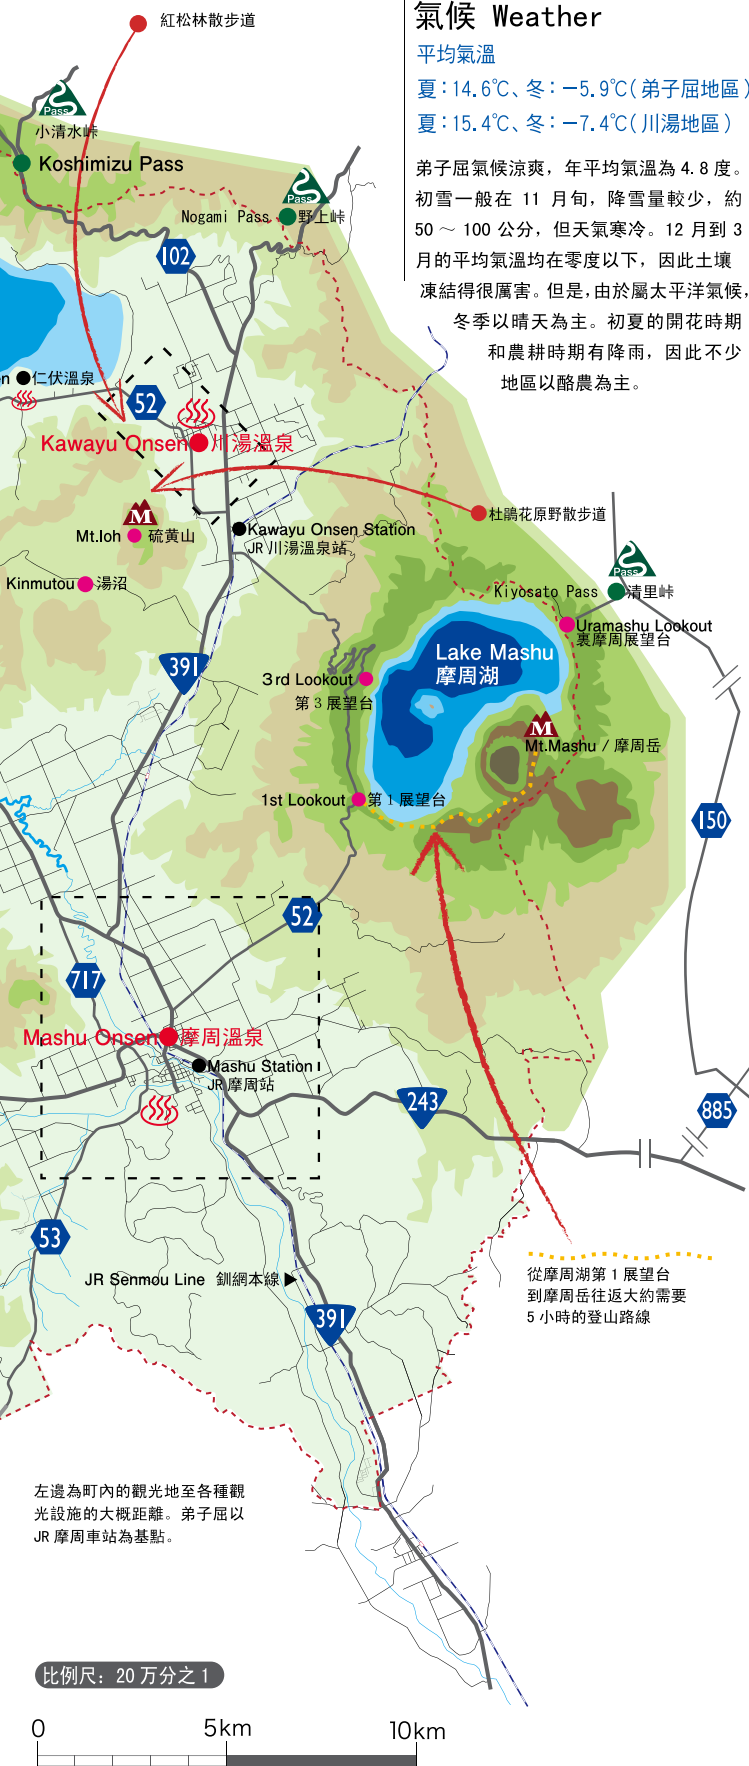 紅松林散步道
氣候 Weather
平均氣溫
夏：14.6℃、冬：－5.9℃（弟子屈地區）
夏：15.4℃、冬：－7.4℃（川湯地區）
弟子屈氣候涼爽，年平均氣溫為 4.8 度。
初雪一般在 11 月旬，降雪量較少，約
50 ～ 100 公分，但天氣寒冷。12 月到 3
月的平均氣溫均在零度以下，因此土壤
凍結得很厲害。但是，由於屬太平洋氣候，
冬季以晴天為主。初夏的開花時期
和農耕時期有降雨，因此不少
地區以酪農為主。
Pass
小清水峠
Koshimizu Pass
Pass
Nogami Pass 野上峠
102
仁伏溫泉
52
Kawayu Onsen 川湯溫泉
M
Mt.Ioh 硫黄山
Kawayu Onsen Station
JR 川湯溫泉站
杜鵑花原野散步道
Kinmutou 湯沼
Pass
Kiyosato Pass 清里峠
Uramashu Lookout
裏摩周展望台
391
Lake Mashu
摩周湖
3rd Lookout
第 3 展望台
M
Mt.Mashu / 摩周岳
1st Lookout 第 1 展望台
150
52
717
Mashu Onsen 摩周溫泉
Mashu Station
JR 摩周站
243
885
53
從摩周湖第 1 展望台
到摩周岳往返大約需要
5 小時的登山路線
JR Senmou Line 釧網本線▶
391
左邊為町內的觀光地至各種觀
光設施的大概距離。弟子屈以
JR 摩周車站為基點。
比例尺：20 万分之 1
0 5km 10km